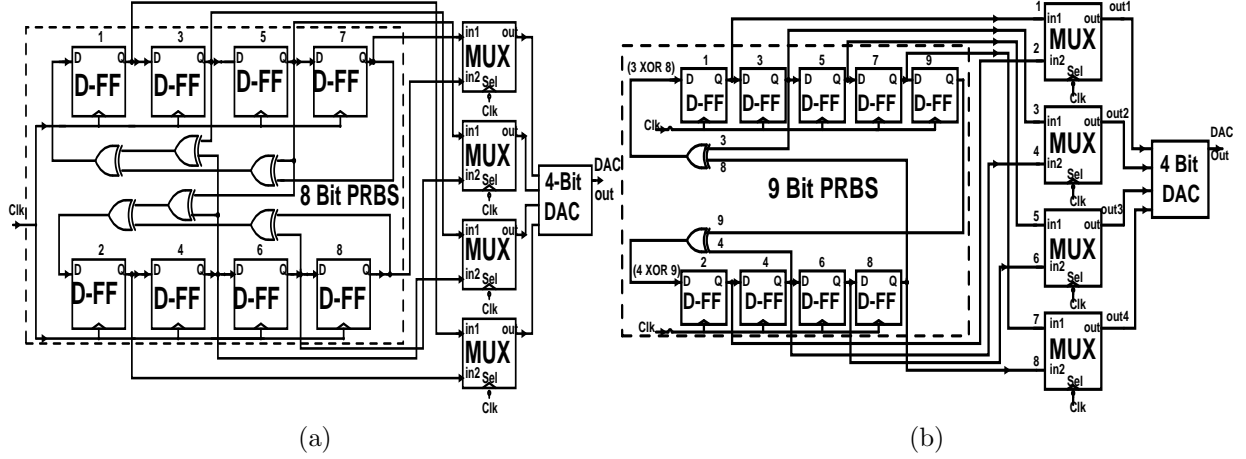 1 3 5 7
D Q D Q D Q D Q
D-FF D-FF D-FF D-FF
in1 out
MUX
in2
Sel
Clk
in1 out
MUX
in2
Sel
Clk
8 Bit PRBS
Clk
4-Bit
DAC
DAC
out
2 4 6 8
D Q D Q D Q D Q
D-FF D-FF D-FF D-FF
in1 out
MUX
in2
Sel
Clk
in1 out
MUX
in2
Sel
Clk
(a)
(3 XOR 8)
1 3 5 7 9
D Q D Q D Q D Q D Q
D-FF D-FF D-FF D-FF D-FF
Clk
3
8
9 Bit PRBS
9
4
(4 XOR 9)
2 4 6 8
D Q D Q D Q D Q
D-FF D-FF D-FF D-FF
Clk
1
in1 out1
MUX
2
in2
Sel
Clk
3
in1 out2
MUX
4
in2
Sel
Clk
4 Bit
DAC
DAC
Out
5
in1 out3
MUX
6
in2
Sel
Clk
7
in1 out4
MUX
8
in2
Sel
Clk
(b)